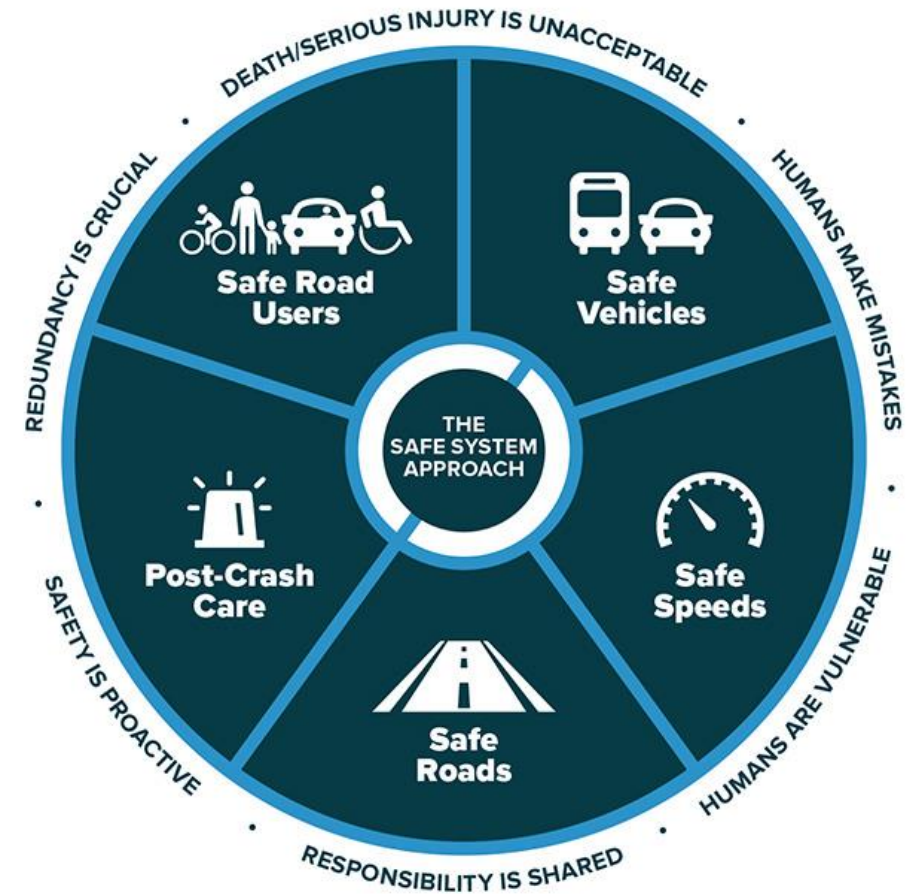 DEATH/SERIOUS INJURY IS UNACCEPTABLE
HUMANS MAKE MISTAKES
HUMANS ARE VULNERABLE
RESPONSIBILITY IS SHARED
SAFETY IS PROACTIVE
REDUNDANCY IS CRUCIAL
Safe Road
Users
Safe
Vehicles
Safe
Speeds
Safe
Roads
Post-Crash
Care
THE
SAFE SYSTEM
APPROACH